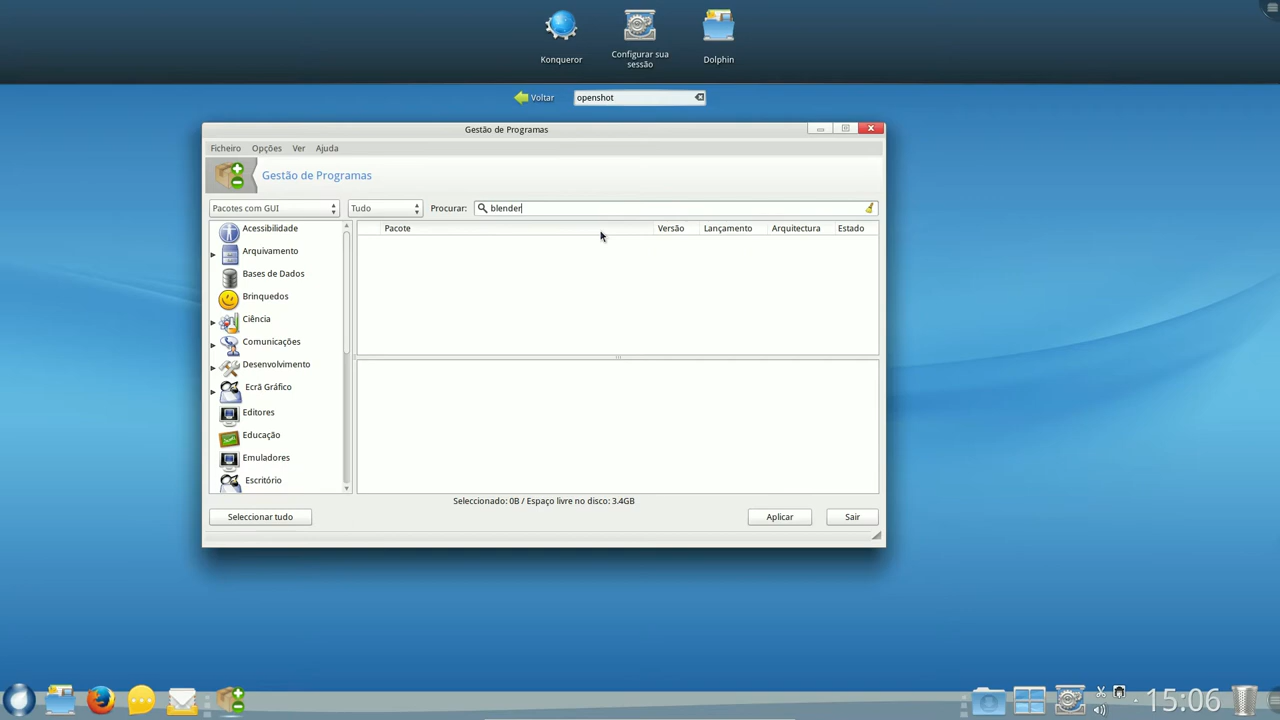 Konqueror
Configurar sua
sessão
Dolphin
Voltar
openshot
Gestão de Programas
Ficheiro Opções Ver Ajuda
Gestão de Programas
Pacotes com GUI
Tudo
Procurar:
blender
Pacote Versão Lançamento Arquitectura Estado
Acessibilidade
Arquivamento
Bases de Dados
Brinquedos
Ciência
Comunicações
Desenvolvimento
Ecrã Gráfico
Editores
Educação
Emuladores
Escritório
Seleccionado: 0B / Espaço livre no disco: 3.4GB
Seleccionar tudo
Aplicar
Sair
15:06